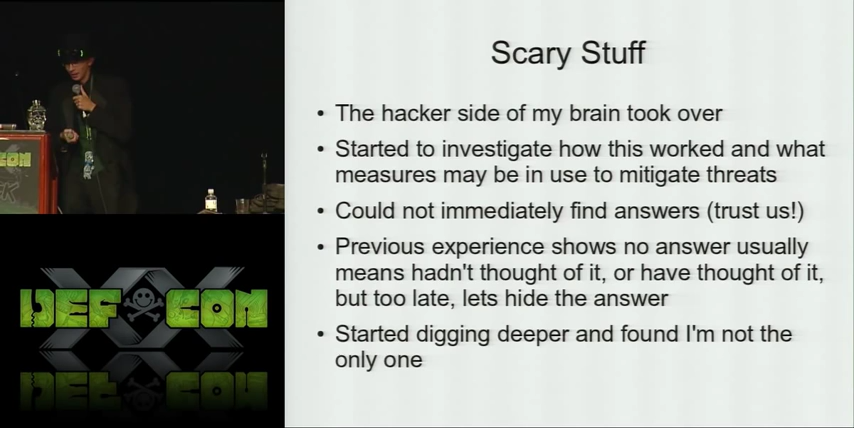 Scary Stuff
• The hacker side of my brain took over
• Started to investigate how this worked and what
measures may be in use to mitigate threats
• Could not immediately find answers (trust us!)
• Previous experience shows no answer usually
means hadn't thought of it, or have thought of it,
but too late, lets hide the answer
• Started digging deeper and found I'm not the
only one
DEF CON
XX